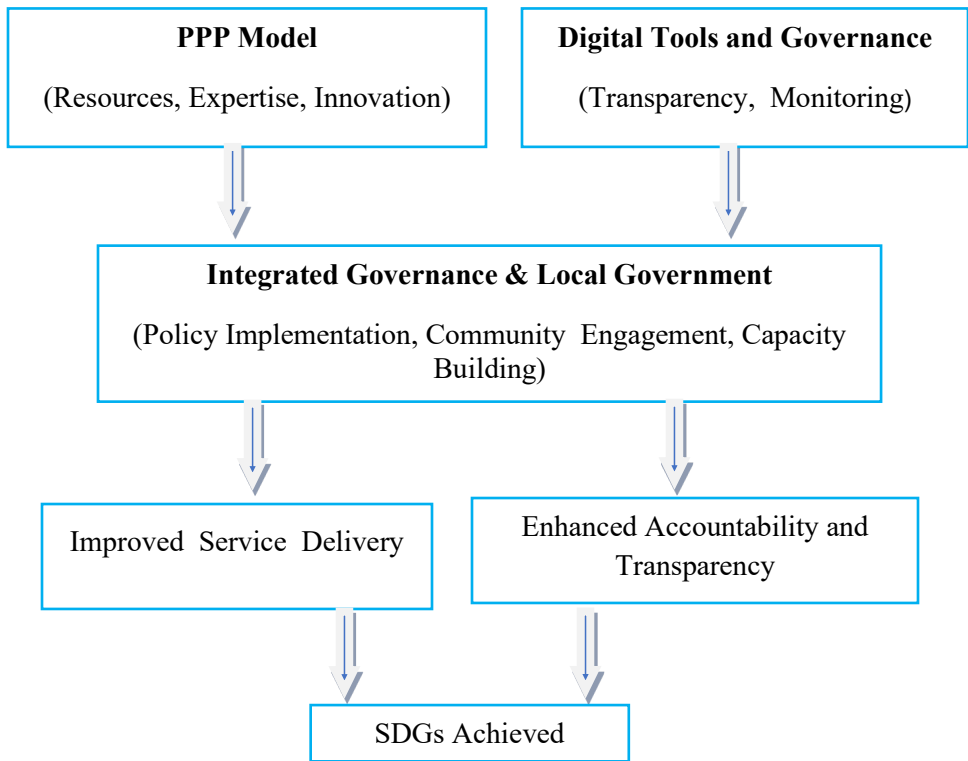 PPP Model
(Resources, Expertise, Innovation)
Digital Tools and Governance
(Transparency, Monitoring)
Integrated Governance & Local Government
(Policy Implementation, Community Engagement, Capacity
Building)
Improved Service Delivery
Enhanced Accountability and
Transparency
SDGs Achieved